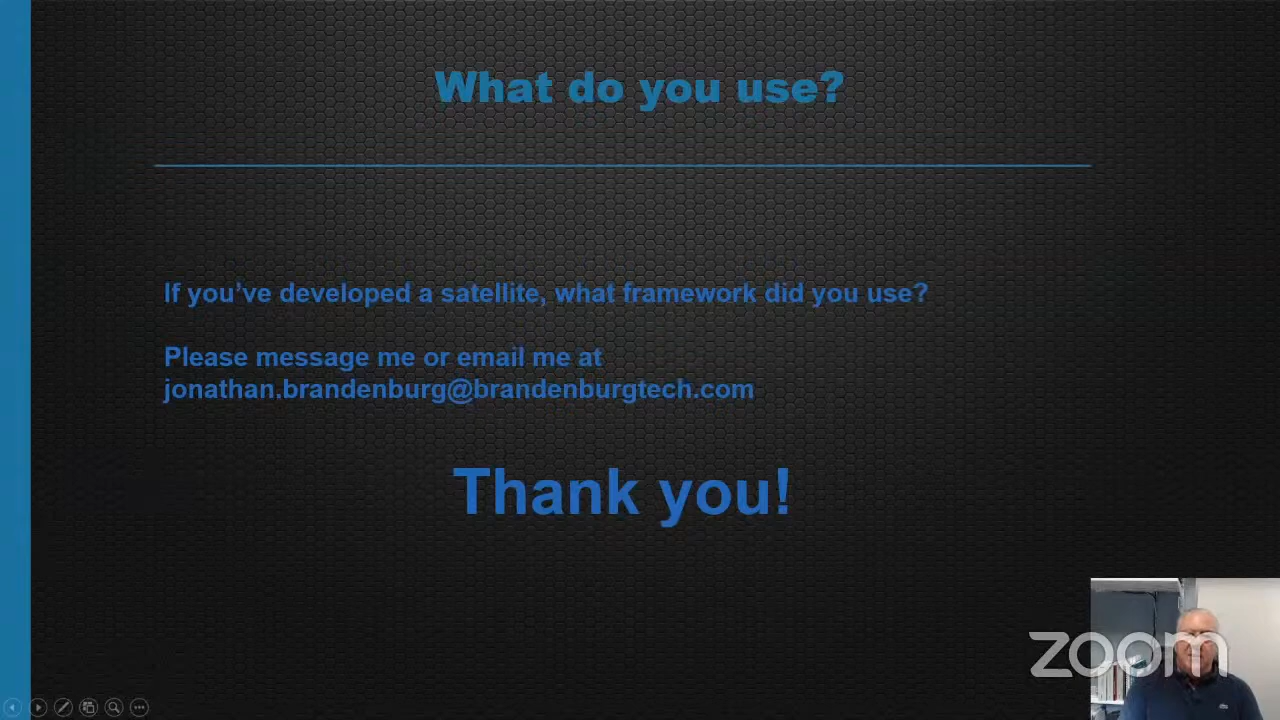 What do you use?
If you've developed a satellite, what framework did you use?
Please message me or email me at
jonathan.brandenburg@brandenburgtech.com
Thank you!
zoom